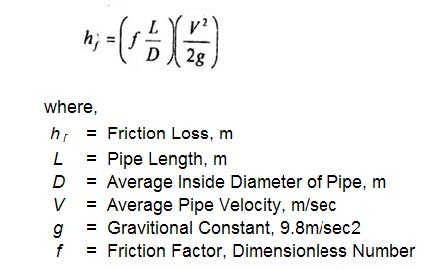 h_f = (f L/D)(V²/2g)
where,
h_f = Friction Loss, m
L = Pipe Length, m
D = Average Inside Diameter of Pipe, m
V = Average Pipe Velocity, m/sec
g = Gravitional Constant, 9.8m/sec2
f = Friction Factor, Dimensionless Number